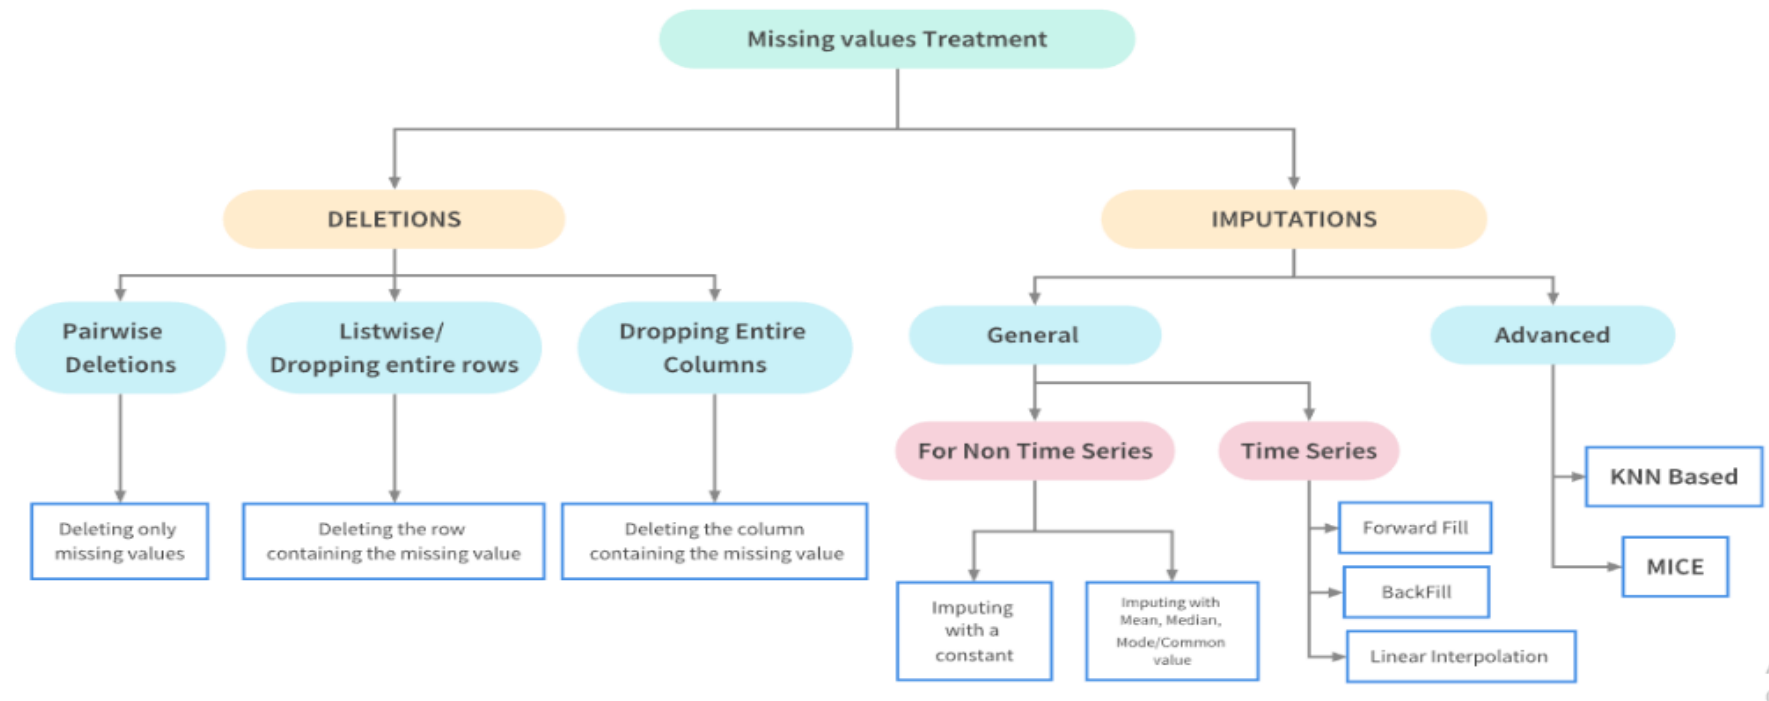 Missing values Treatment
DELETIONS
IMPUTATIONS
Pairwise
Deletions
Listwise/
Dropping entire rows
Dropping Entire
Columns
General
Advanced
For Non Time Series
Time Series
KNN Based
MICE
Deleting only
missing values
Deleting the row
containing the missing value
Deleting the column
containing the missing value
Forward Fill
BackFill
Linear Interpolation
Imputing
with a
constant
Imputing with
Mean, Median,
Mode/Common
value